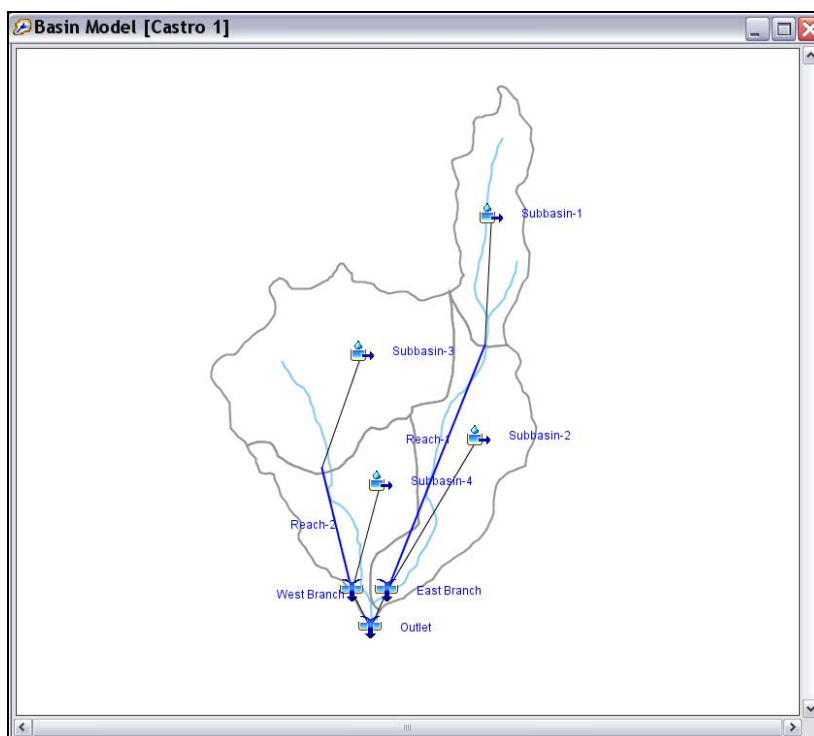 Basin Model [Castro 1]
Subbasin-1
Subbasin-3
Reach-1
Subbasin-2
Subbasin-4
Reach-2
West Branch
East Branch
Outlet